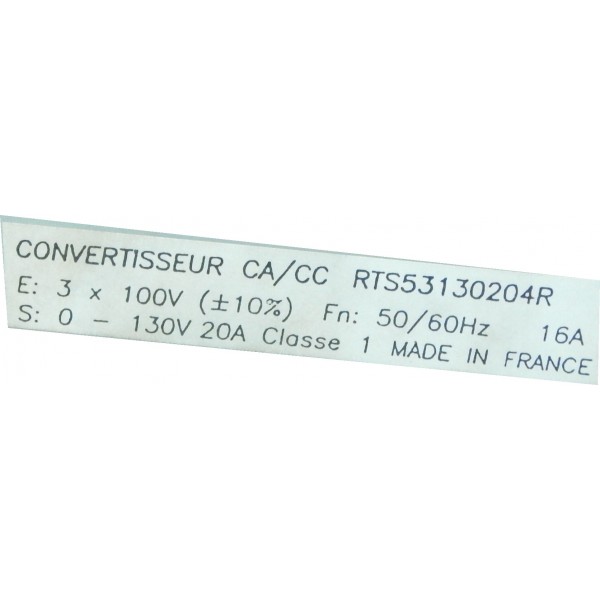 CONVERTISSEUR CA/CC RTS53130204R
E: 3 x 100V (±10%) Fn: 50/60Hz 16A
S: 0 - 130V 20A Classe 1 MADE IN FRANCE